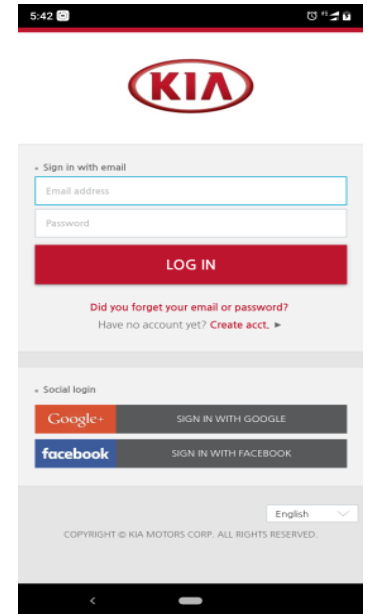 5:42
KIA
Sign in with email
Email address
Password
LOG IN
Did you forget your email or password?
Have no account yet? Create acct. ►
Social login
Google+ SIGN IN WITH GOOGLE
facebook SIGN IN WITH FACEBOOK
English
COPYRIGHT © KIA MOTORS CORP. ALL RIGHTS RESERVED.